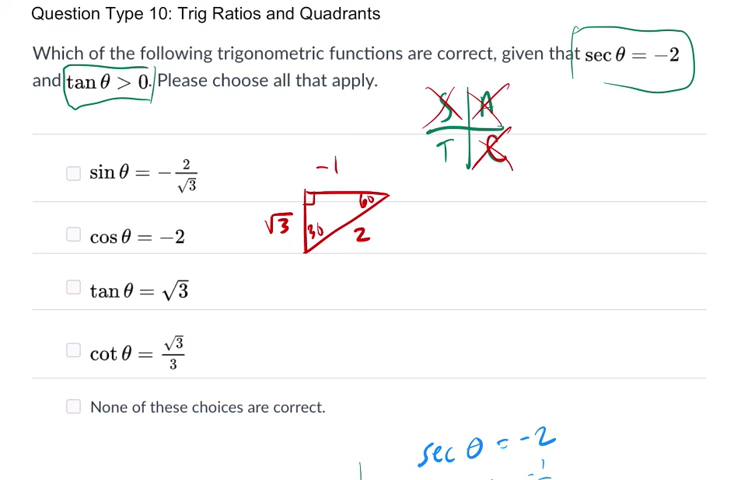 Question Type 10: Trig Ratios and Quadrants
Which of the following trigonometric functions are correct, given that sec θ = −2
and tan θ > 0. Please choose all that apply.
S A
T C
sin θ = −2/√3
−1
60
√3 30 2
cos θ = −2
tan θ = √3
cot θ = √3/3
None of these choices are correct.
sec θ = −2